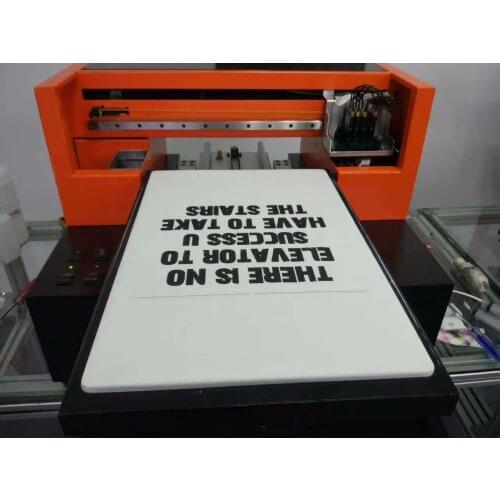 THERE IS NO
ELEVATOR TO
SUCCESS U
HAVE TO TAKE
THE STAIRS